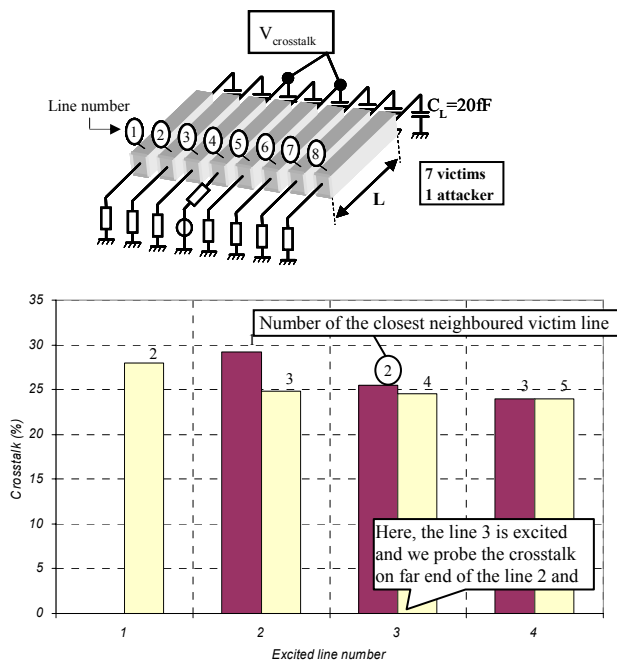 V crosstalk
C L =20fF
Line number
1 2 3 4 5 6 7 8
7 victims
1 attacker
L
35
30
25
20
15
10
5
0
Crosstalk (%)
Number of the closest neighboured victim line
2
3
2
4
3
5
Here, the line 3 is excited
and we probe the crosstalk
on far end of the line 2 and
1 2 3 4
Excited line number